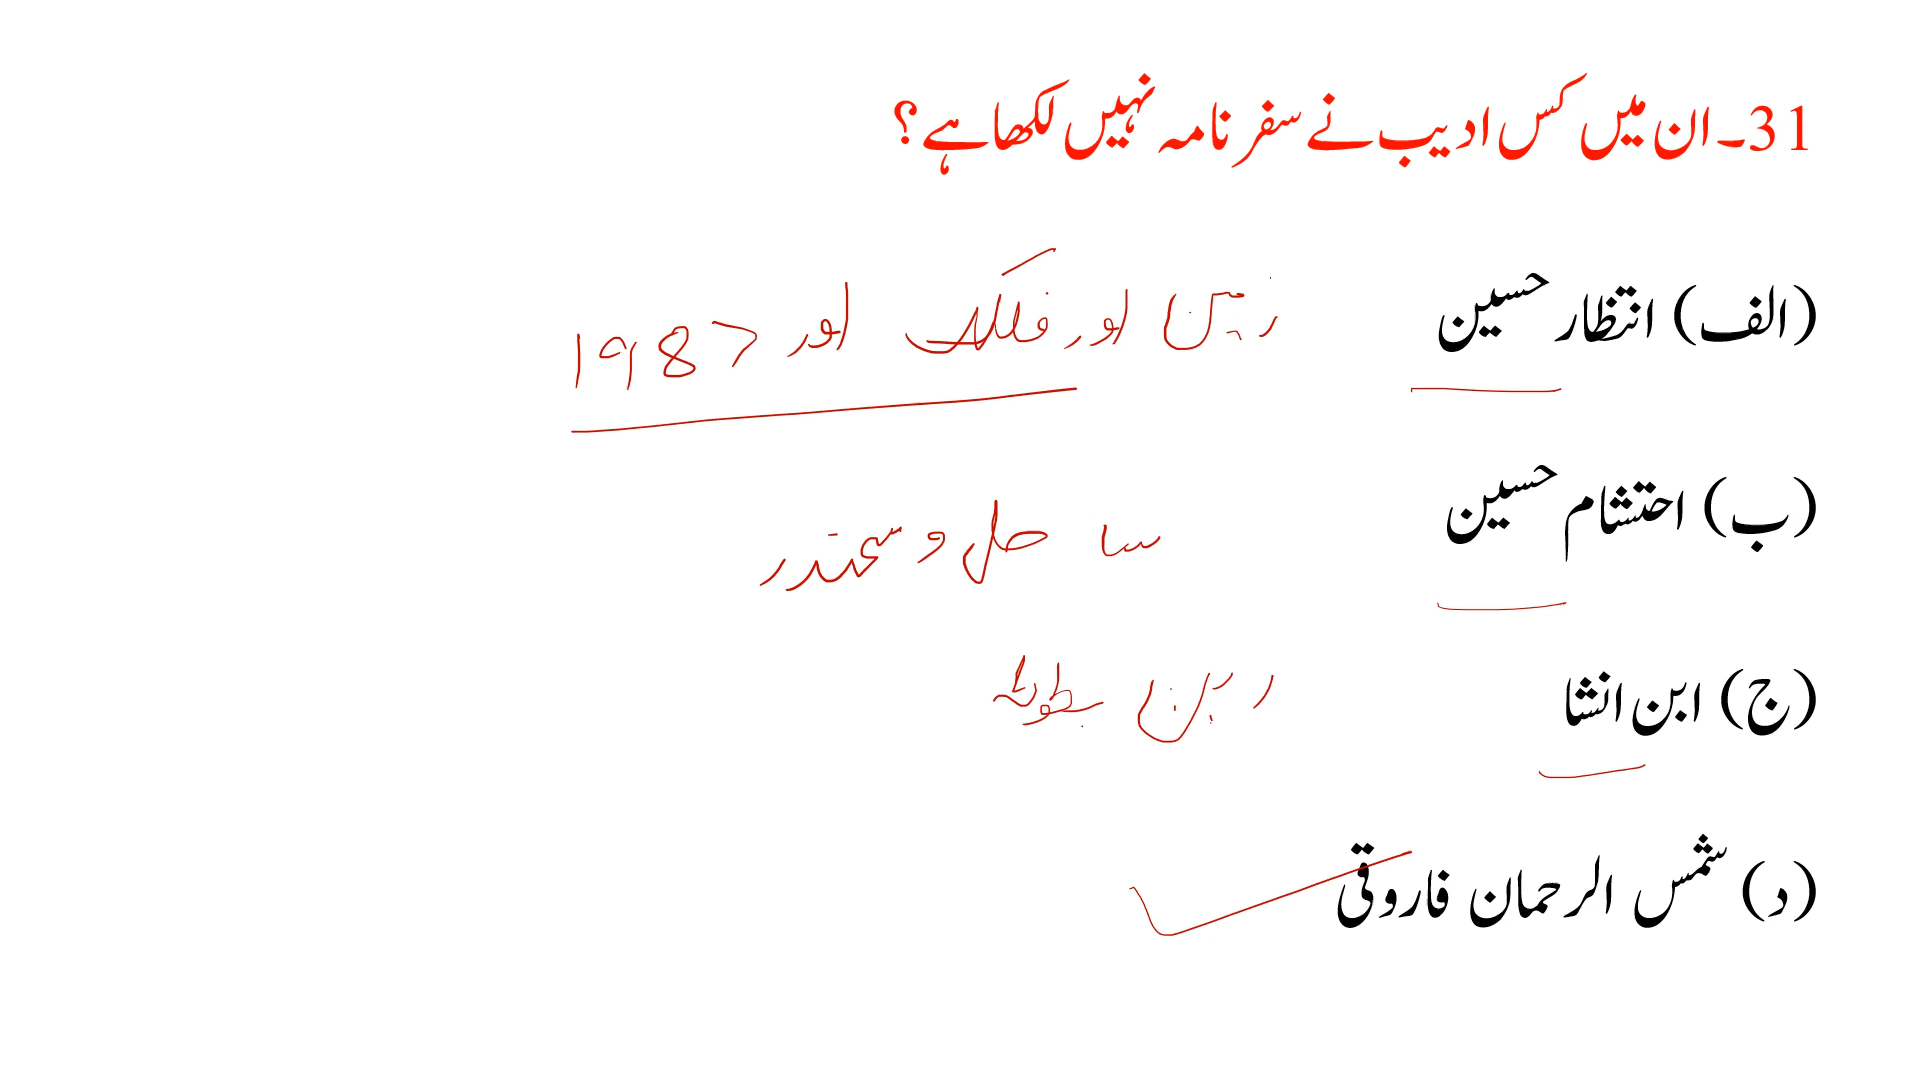 31۔ ان میں کس ادیب نے سفر نامہ نہیں لکھا ہے؟
(الف) انتظار حسین زمین اور فلک اور 1987
(ب) احتشام حسین ساحل و سمندر
(ج) ابن انشا ابن بطوطہ
(د) شمس الرحمان فاروقی